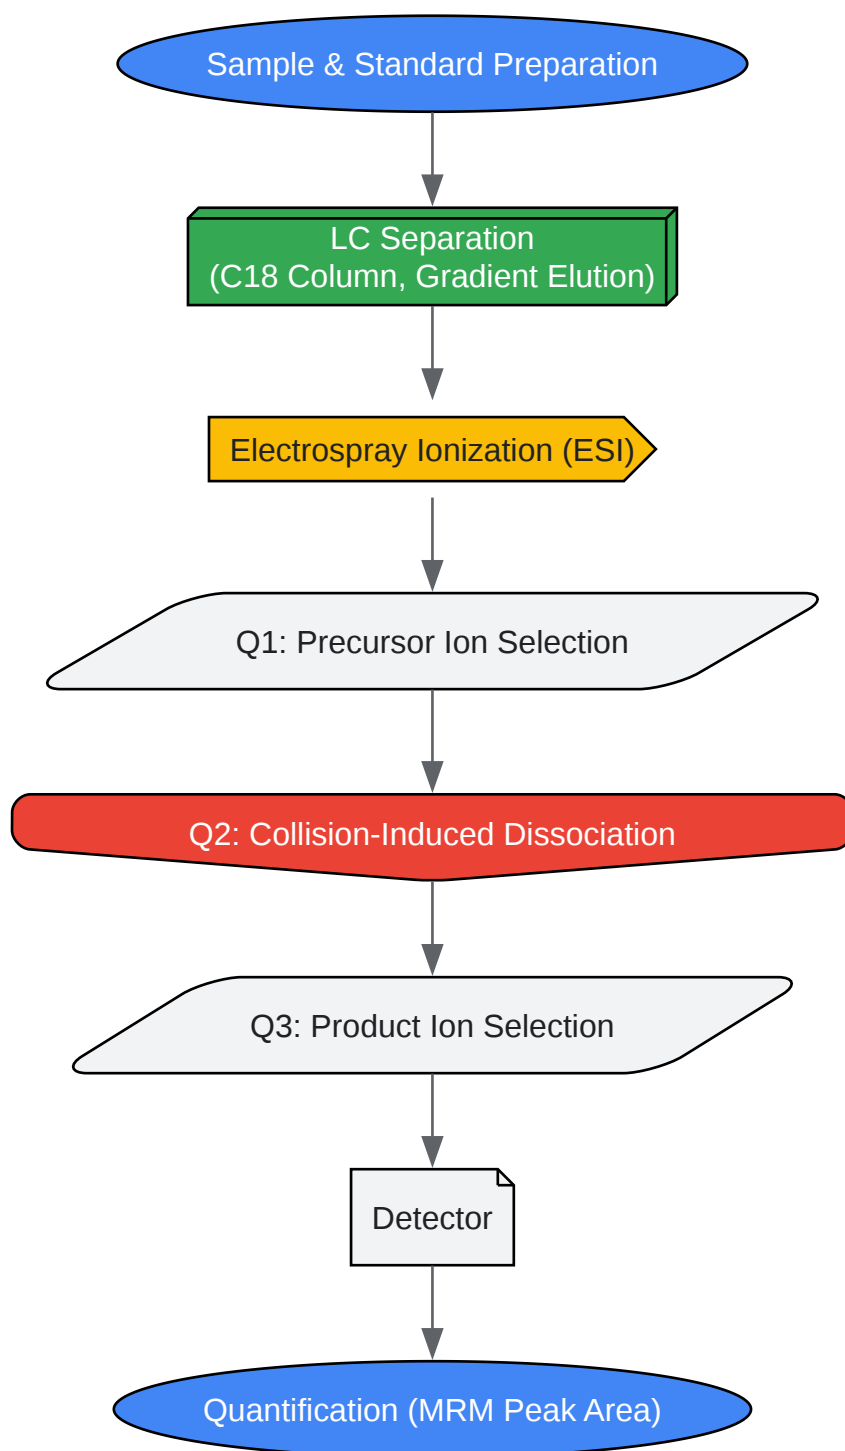 Sample & Standard Preparation
LC Separation
(C18 Column, Gradient Elution)
Electrospray Ionization (ESI)
Q1: Precursor Ion Selection
Q2: Collision-Induced Dissociation
Q3: Product Ion Selection
Detector
Quantification (MRM Peak Area)